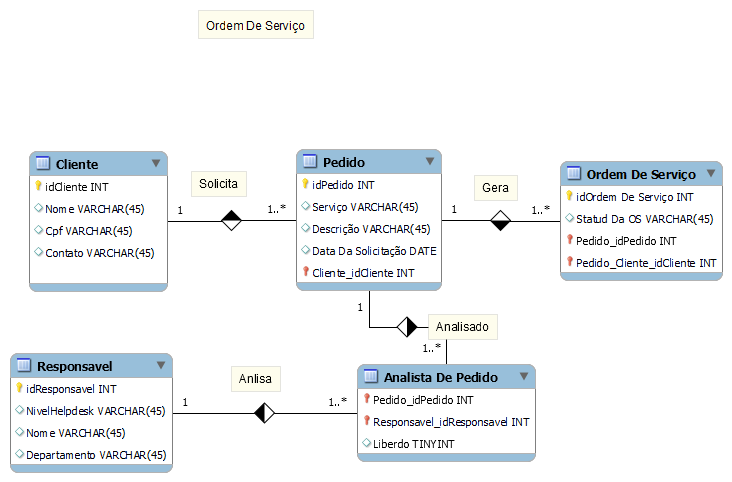 Ordem De Serviço
Cliente
idCliente INT
Nome VARCHAR(45)
Cpf VARCHAR(45)
Contato VARCHAR(45)
Solicita
1
1..*
Pedido
idPedido INT
Serviço VARCHAR(45)
Descrição VARCHAR(45)
Data Da Solicitação DATE
Cliente_idCliente INT
Gera
1
1..*
Ordem De Serviço
idOrdem De Serviço INT
Statud Da OS VARCHAR(45)
Pedido_idPedido INT
Pedido_Cliente_idCliente INT
1
Analisado
1..*
Responsavel
idResponsavel INT
NivelHelpdesk VARCHAR(45)
Nome VARCHAR(45)
Departamento VARCHAR(45)
Anlisa
1
1..*
Analista De Pedido
Pedido_idPedido INT
Responsavel_idResponsavel INT
Liberdo TINYINT